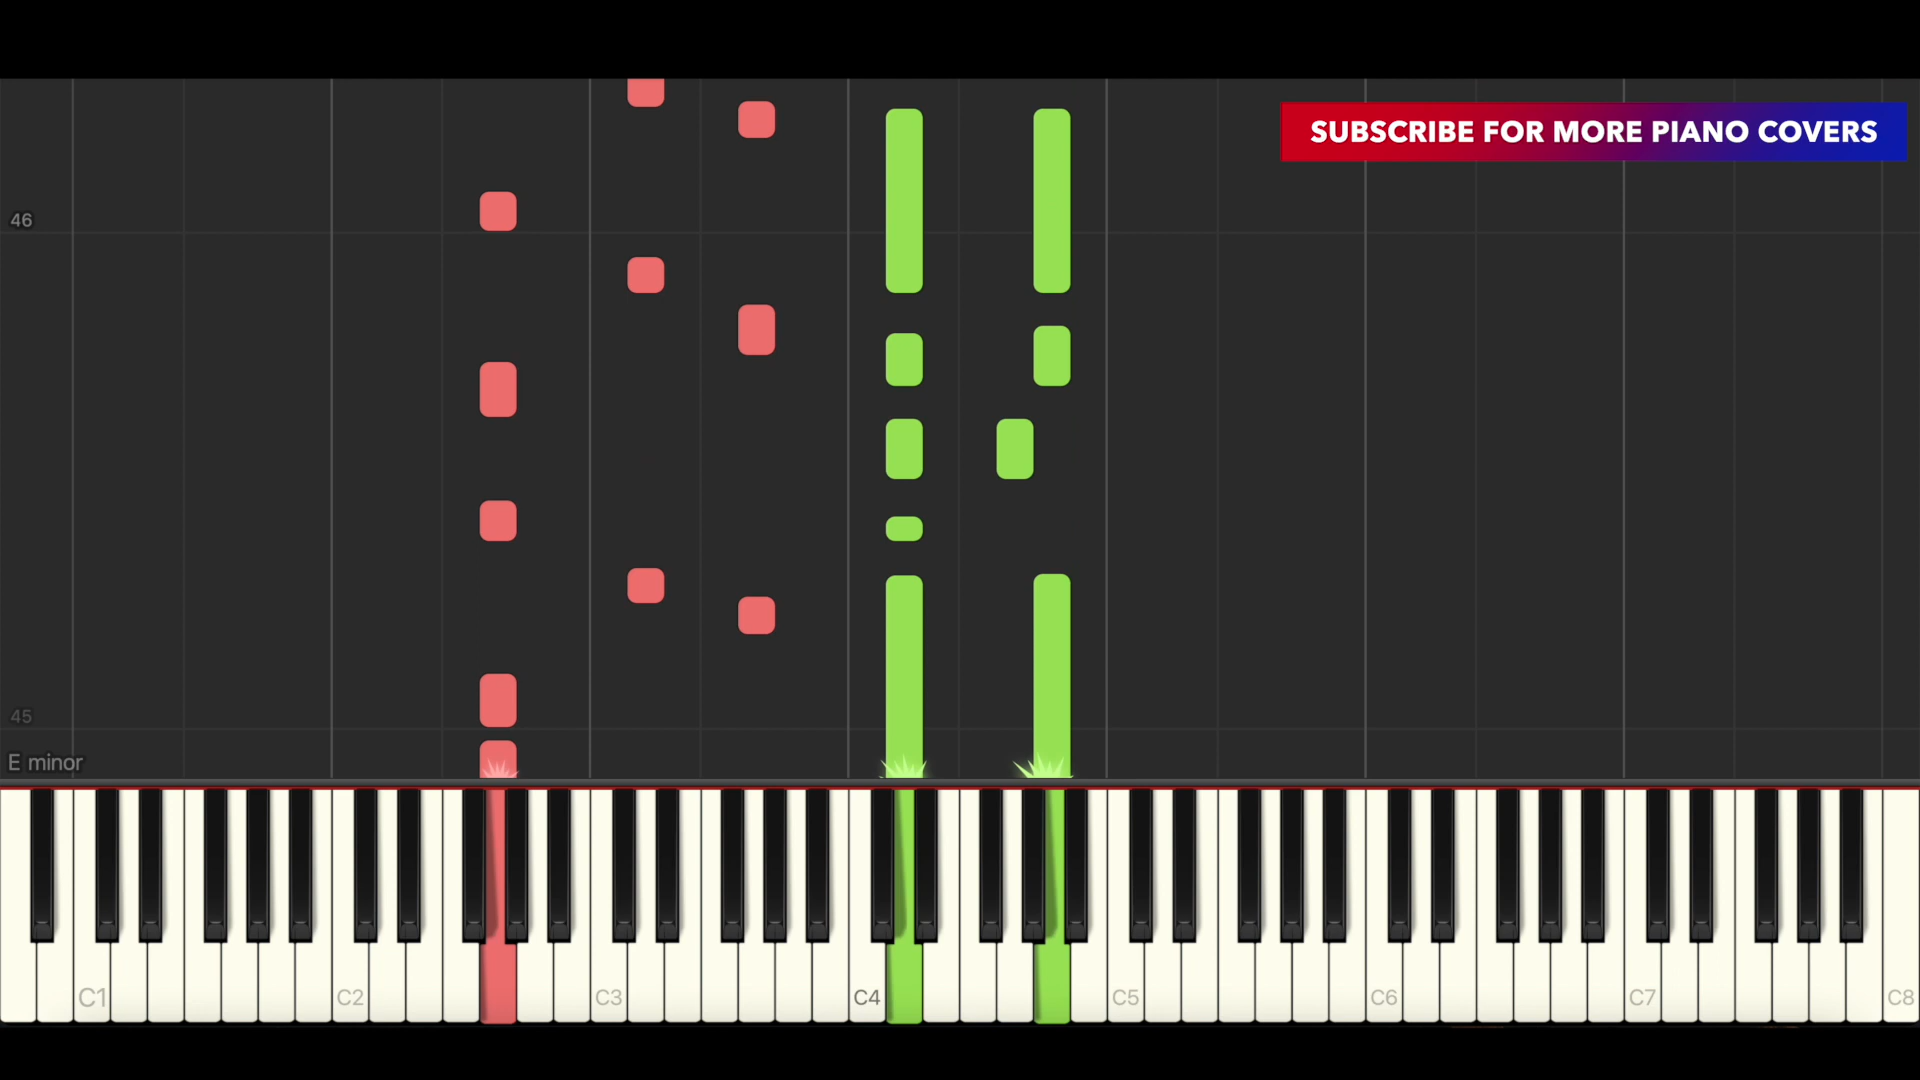 SUBSCRIBE FOR MORE PIANO COVERS
46
45
E minor
C1 C2 C3 C4 C5 C6 C7 C8